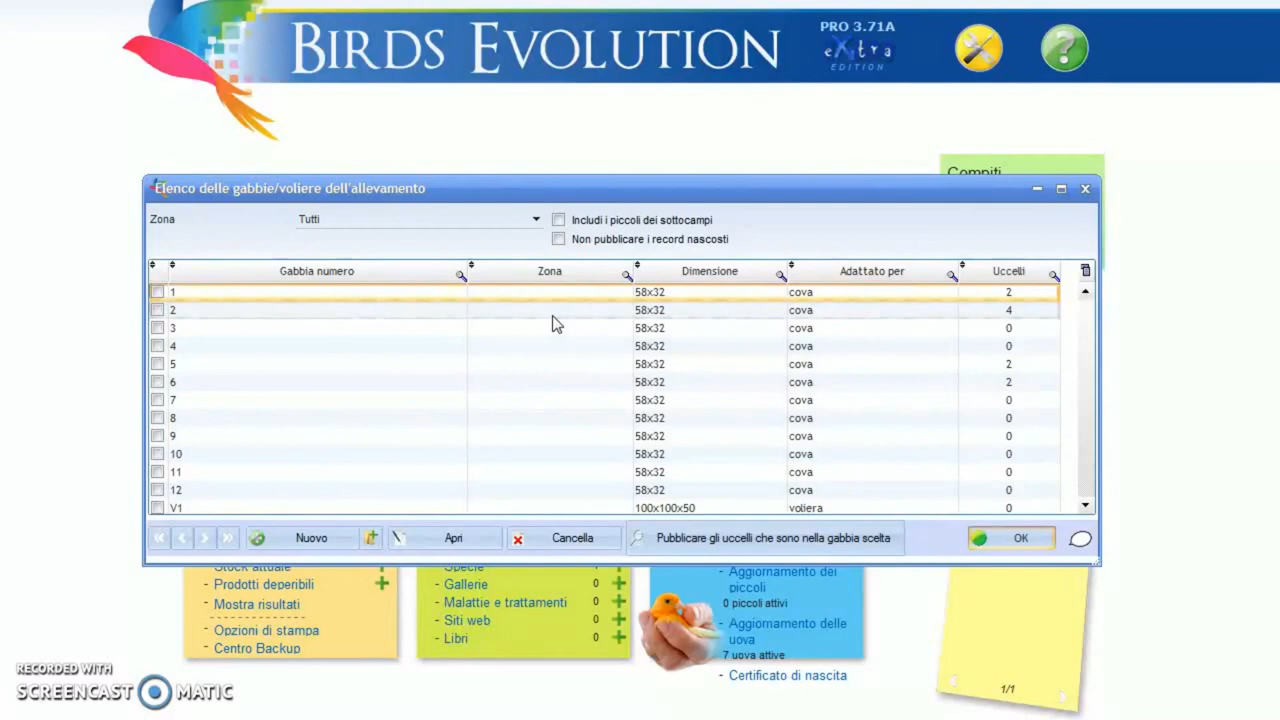 BIRDS EVOLUTION
PRO 3.71A
eXtra
EDITION
Compiti
Elenco delle gabbie/voliere dell'allevamento
Zona Tutti Includi i piccoli dei sottocampi
Non pubblicare i record nascosti
Gabbia numero Zona Dimensione Adattato per Uccelli
1 58x32 cova 2
2 58x32 cova 4
3 58x32 cova 0
4 58x32 cova 0
5 58x32 cova 2
6 58x32 cova 2
7 58x32 cova 0
8 58x32 cova 0
9 58x32 cova 0
10 58x32 cova 0
11 58x32 cova 0
12 58x32 cova 0
V1 100x100x50 voliera 0
Nuovo Apri Cancella Pubblicare gli uccelli che sono nella gabbia scelta OK
Stock attuale
- Prodotti deperibili
- Mostra risultati
- Opzioni di stampa
- Centro Backup
Specie
- Gallerie 0
- Malattie e trattamenti 0
- Siti web 0
- Libri 0
- Aggiornamento dei
piccoli
0 piccoli attivi
- Aggiornamento delle
uova
7 uova attive
- Certificato di nascita
1/1
RECORDED WITH
SCREENCAST MATIC